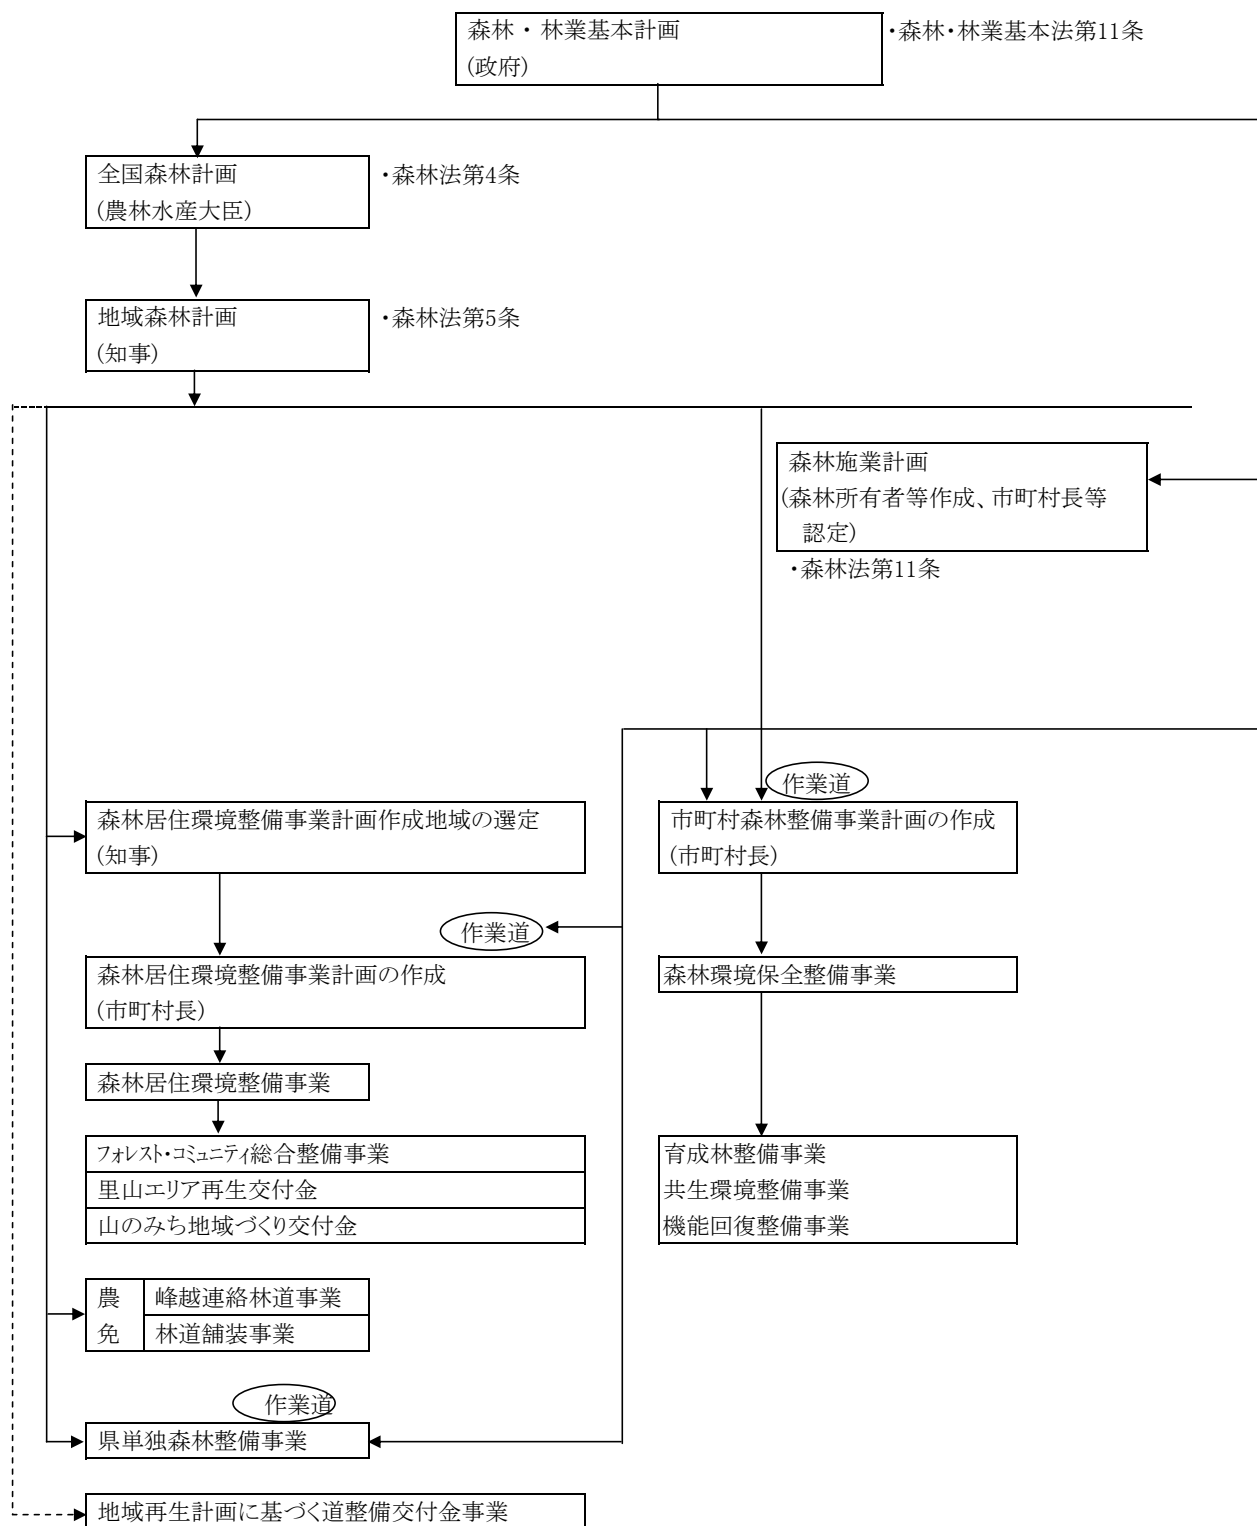 森林・林業基本計画
(政府)
・森林・林業基本法第11条
全国森林計画
(農林水産大臣)
・森林法第4条
地域森林計画
(知事)
・森林法第5条
森林施業計画
(森林所有者等作成、市町村長等
認定)
・森林法第11条
作業道
森林居住環境整備事業計画作成地域の選定
(知事)
市町村森林整備事業計画の作成
(市町村長)
作業道
森林居住環境整備事業計画の作成
(市町村長)
森林環境保全整備事業
森林居住環境整備事業
フォレスト・コミュニティ総合整備事業
里山エリア再生交付金
山のみち地域づくり交付金
育成林整備事業
共生環境整備事業
機能回復整備事業
農免
峰越連絡林道事業
林道舗装事業
作業道
県単独森林整備事業
地域再生計画に基づく道整備交付金事業